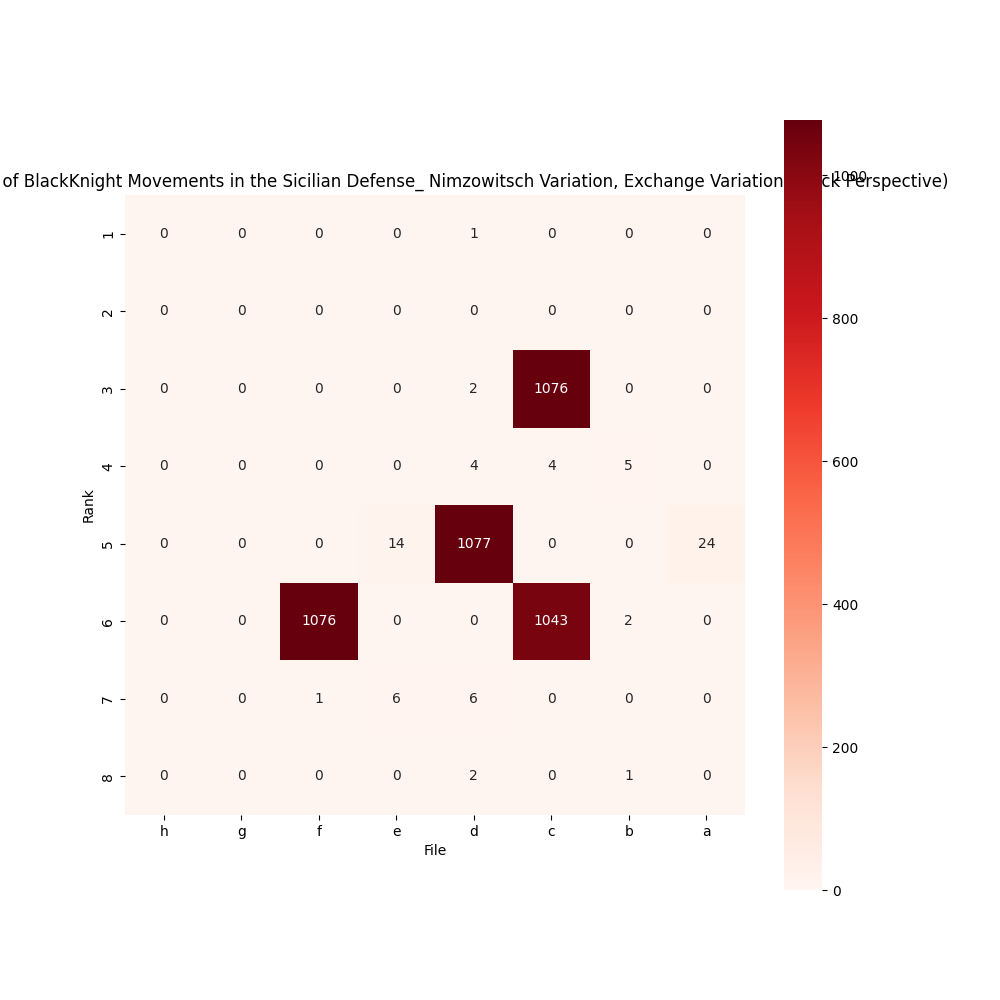 of BlackKnight Movements in the Sicilian Defense_ Nimzowitsch Variation, Exchange Variation Perspective)
1000
1 0 0 0 0 1 0 0 0
2 0 0 0 0 0 0 0 0
800
3 0 0 0 0 2 1076 0 0
4 0 0 0 0 4 4 5 0
600
Rank
5 0 0 0 14 1077 0 0 24
400
6 0 0 1076 0 0 1043 2 0
7 0 0 1 6 6 0 0 0
200
8 0 0 0 0 2 0 1 0
h g f e d c b a
File
0